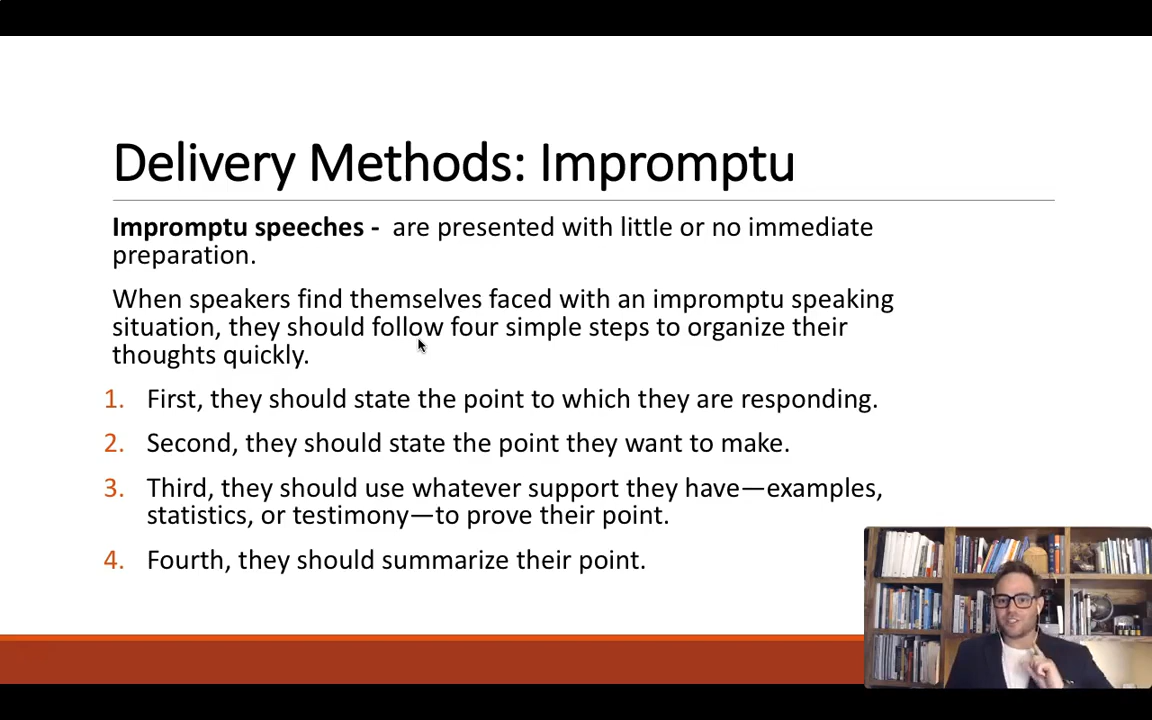 Delivery Methods: Impromptu
Impromptu speeches - are presented with little or no immediate
preparation.
When speakers find themselves faced with an impromptu speaking
situation, they should follow four simple steps to organize their
thoughts quickly.
1. First, they should state the point to which they are responding.
2. Second, they should state the point they want to make.
3. Third, they should use whatever support they have—examples,
statistics, or testimony—to prove their point.
4. Fourth, they should summarize their point.